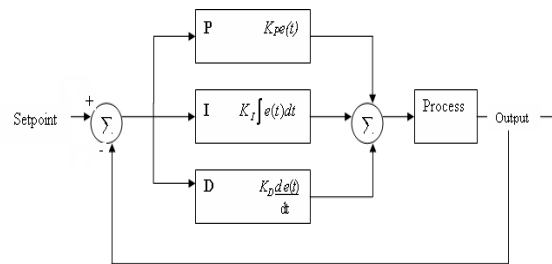 P K_P e(t)
+
Setpoint
Σ
-
I K_I ∫ e(t)dt
Σ
Process
Output
D K_D de(t)
dt